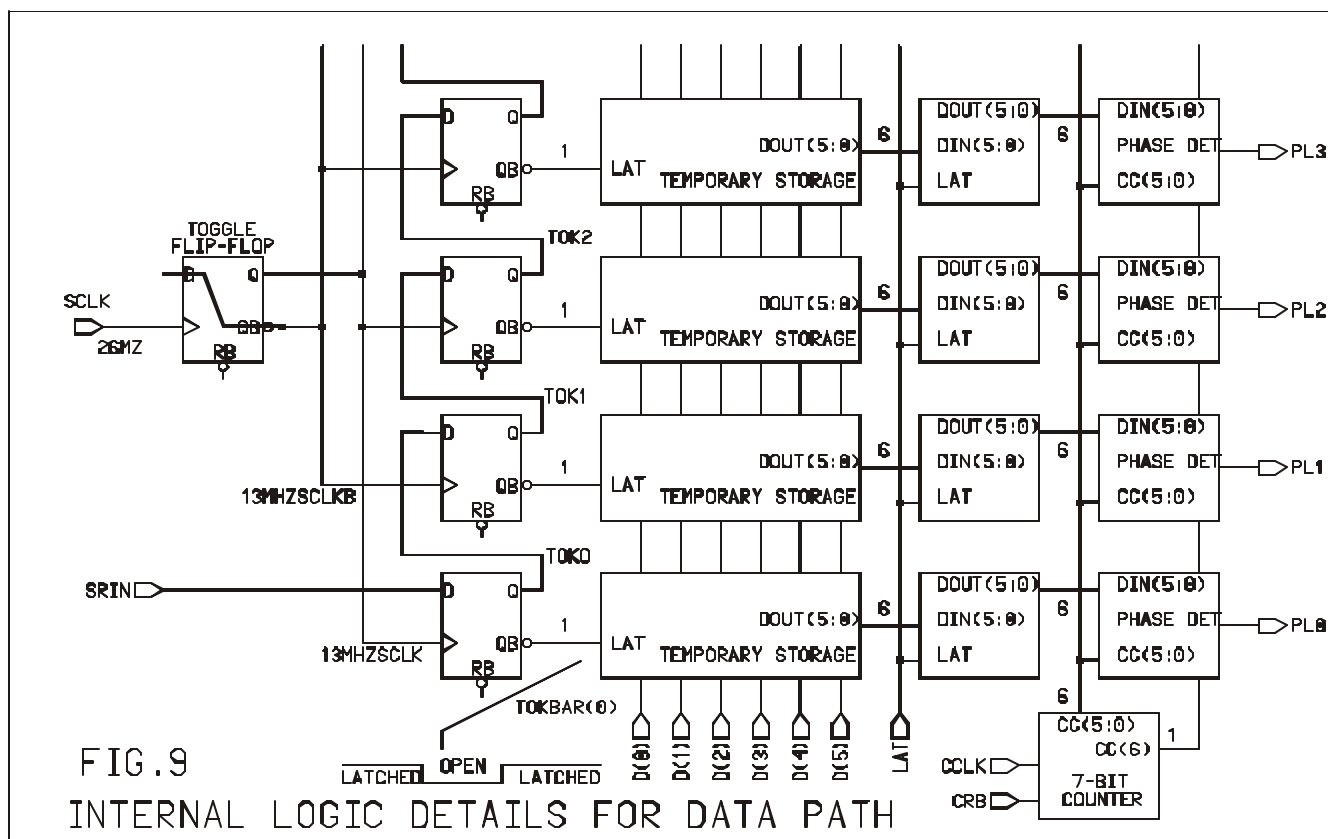 D Q DOUT(5:0) DIN(5:0)
1 DOUT(5:0) 6 DIN(5:0) 6 PHASE DET PL3
QB LAT TEMPORARY STORAGE LAT CC(5:0)
RB
TOGGLE
FLIP-FLOP
TOK2
D Q D Q DOUT(5:0) DIN(5:0)
SCLK 1 DOUT(5:0) 6 DIN(5:0) 6 PHASE DET PL2
QB QB LAT TEMPORARY STORAGE LAT CC(5:0)
26MZ RB RB
TOK1
D Q DOUT(5:0) DIN(5:0)
1 DOUT(5:0) 6 DIN(5:0) 6 PHASE DET PL1
13MHZSCLKB QB LAT TEMPORARY STORAGE LAT CC(5:0)
RB
TOK0
SRIN D Q DOUT(5:0) DIN(5:0)
1 DOUT(5:0) 6 DIN(5:0) 6 PHASE DET PL0
13MHZSCLK QB LAT TEMPORARY STORAGE LAT CC(5:0)
RB
TOKBAR(0) 6
D(0) D(1) D(2) D(3) D(4) D(5) LAT
CC(5:0)
CC(6) 1
LATCHED OPEN LATCHED
CCLK
CRB
7-BIT
COUNTER
FIG.9
INTERNAL LOGIC DETAILS FOR DATA PATH